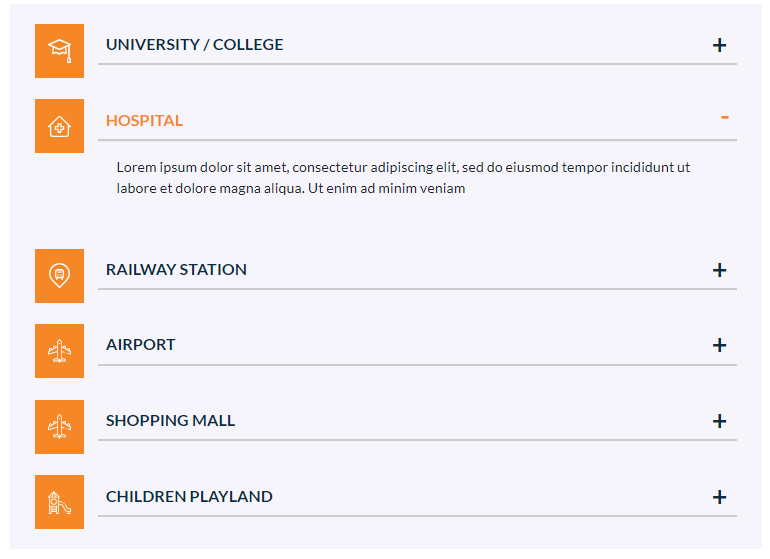 UNIVERSITY / COLLEGE +
HOSPITAL -
Lorem ipsum dolor sit amet, consectetur adipiscing elit, sed do eiusmod tempor incididunt ut
labore et dolore magna aliqua. Ut enim ad minim veniam
RAILWAY STATION +
AIRPORT +
SHOPPING MALL +
CHILDREN PLAYLAND +